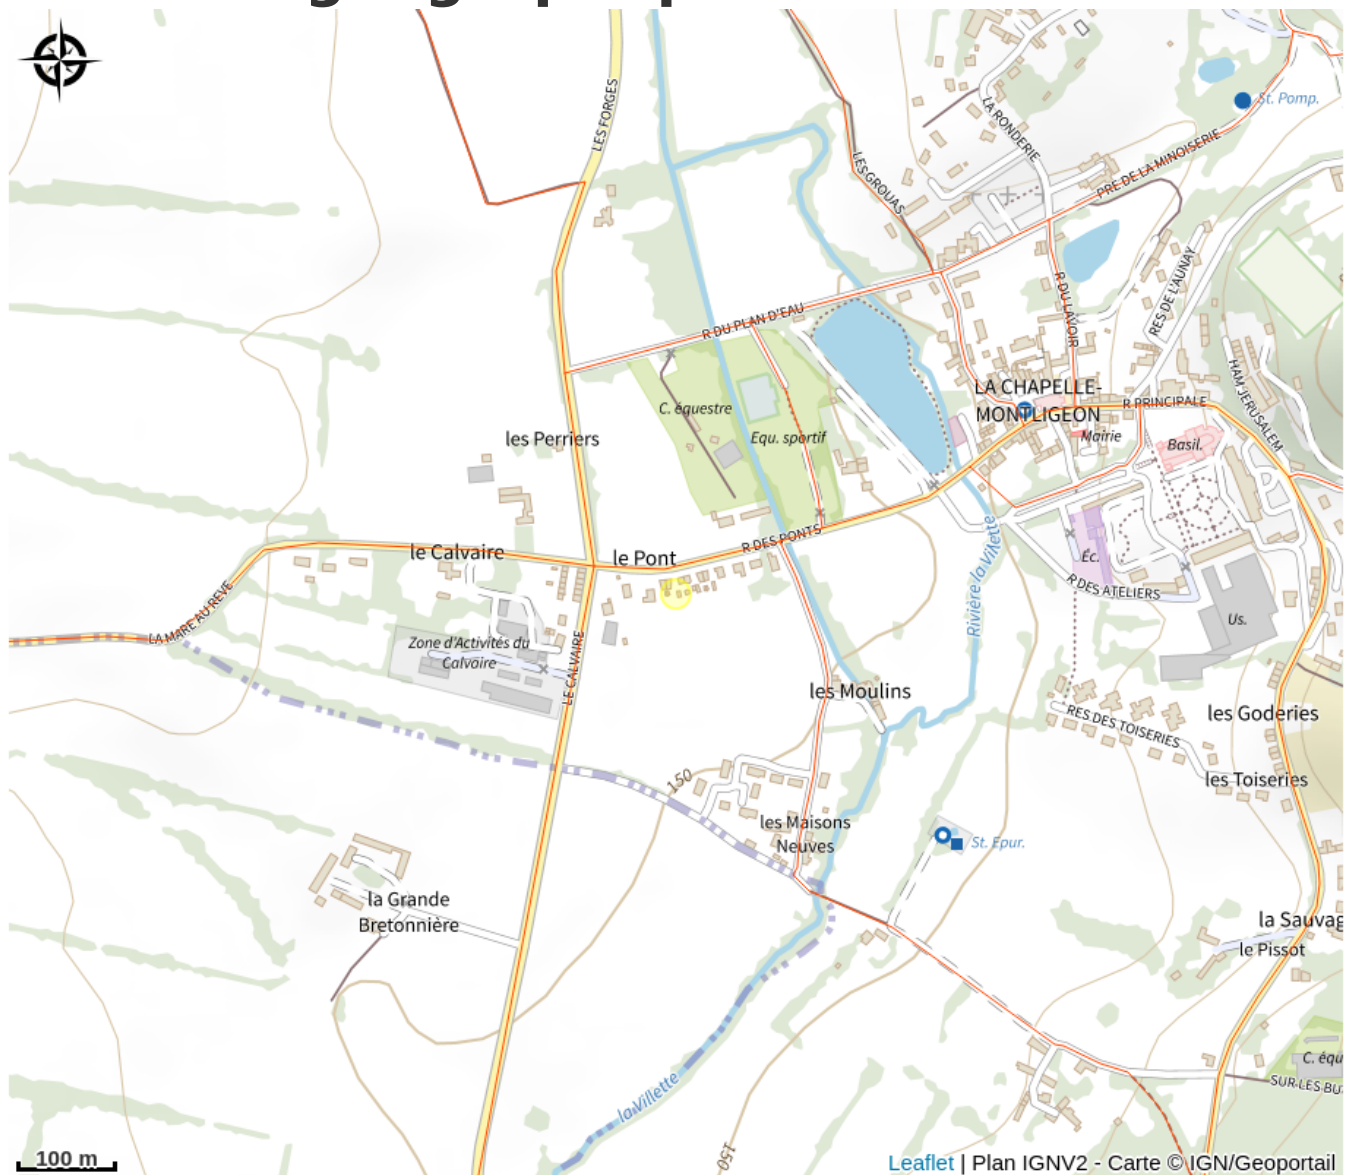 LES FORGES
LA RONDERIE
St. Pomp.
PRE DE LA MINOISERIE
LES GROUAS
R DU LAVOIR
RES DE L'AUNAY
R DU PLAN D'EAU
HAM JERUSALEM
LA CHAPELLE-
MONTLIGEON
R PRINCIPALE
C. équestre
Equ. sportif
Mairie
Basil.
les Perriers
le Calvaire
le Pont
R DES PONTS
Rivière la Villette
Éc.
R DES ATELIERS
Us.
LA MARE AU REVE
Zone d'Activités du
Calvaire
LE CALVAIRE
les Moulins
RES DES TOISERIES
les Goderies
les Toiseries
150
les Maisons
Neuves
St. Epur.
la Grande
Bretonnière
la Sauvag
le Pissot
C. équ
SUR LES BU
la Villette
150
100 m
Leaflet | Plan IGNV2 - Carte © IGN/Geoportail